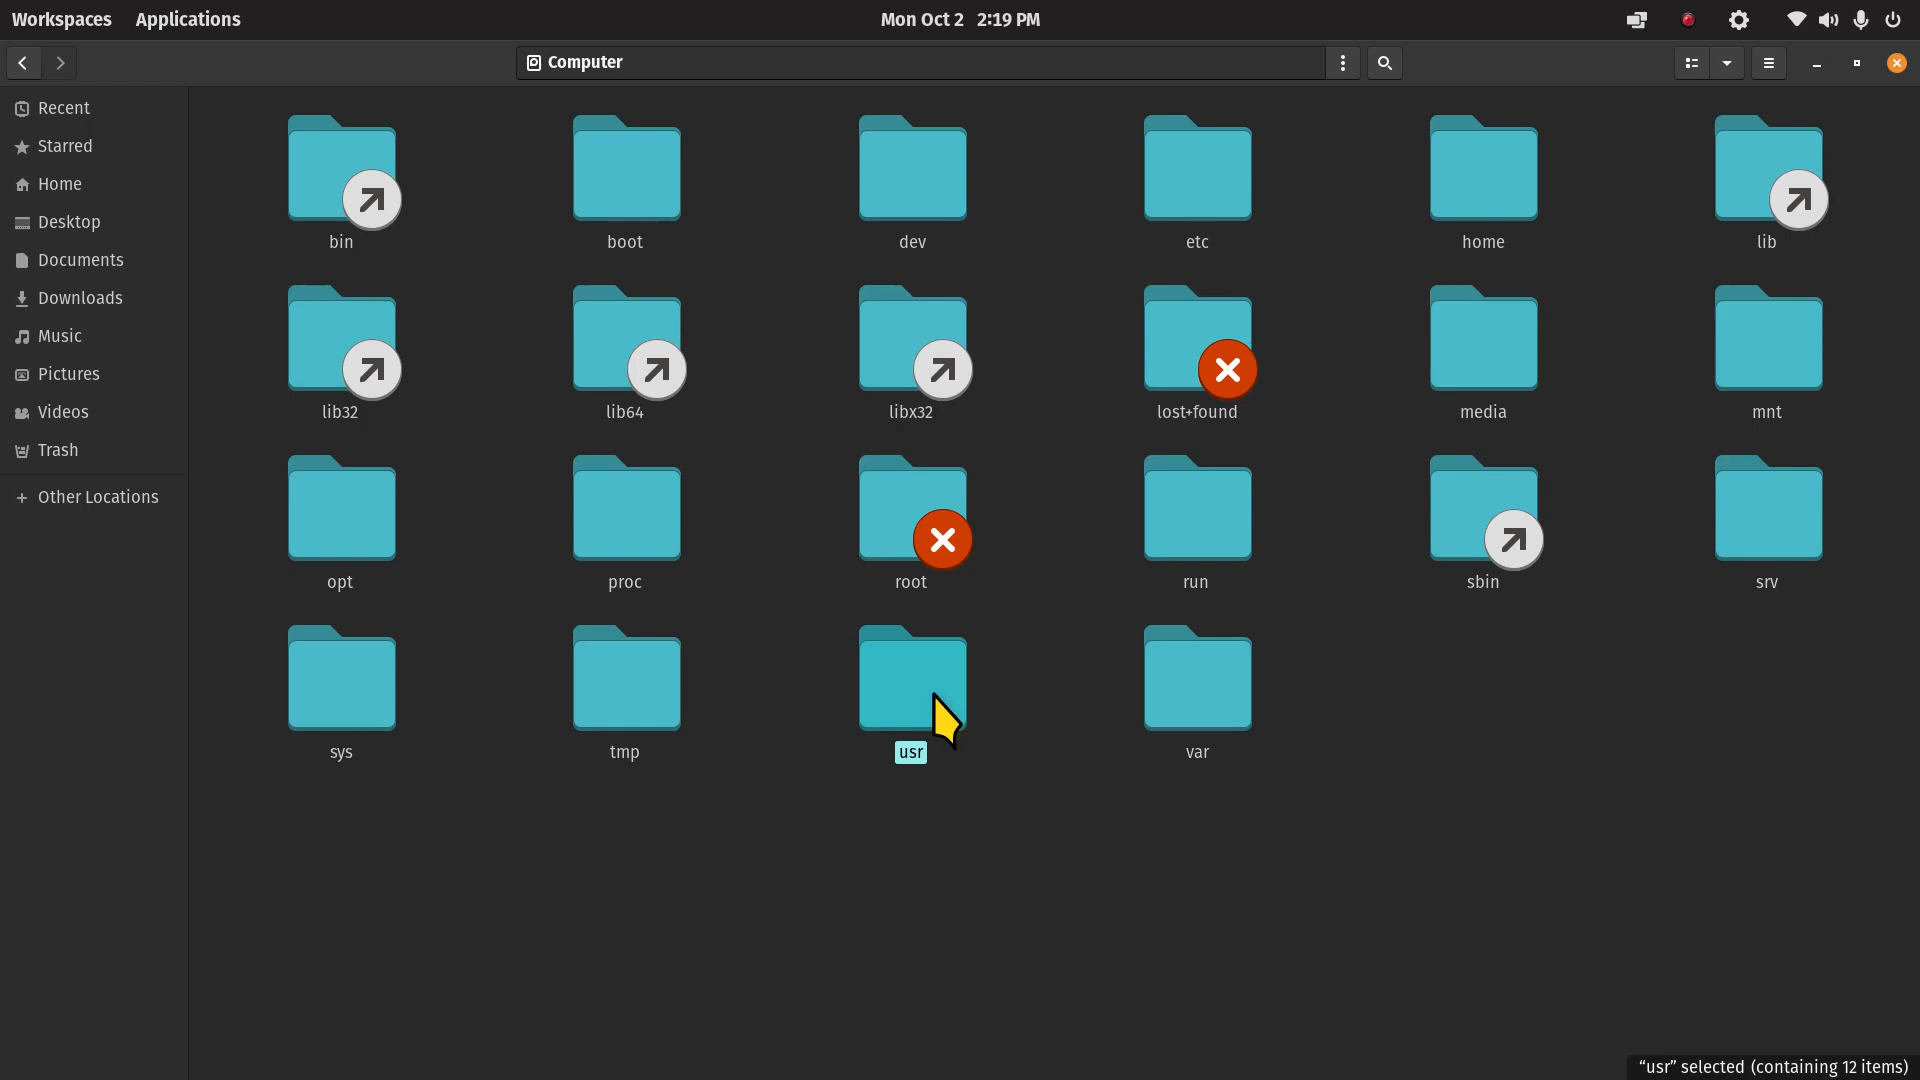 Workspaces Applications Mon Oct 2 2:19 PM
Computer
Recent
Starred
Home
Desktop
Documents
Downloads
Music
Pictures
Videos
Trash
Other Locations
bin boot dev etc home lib
lib32 lib64 libx32 lost+found media mnt
opt proc root run sbin srv
sys tmp usr var
“usr” selected (containing 12 items)